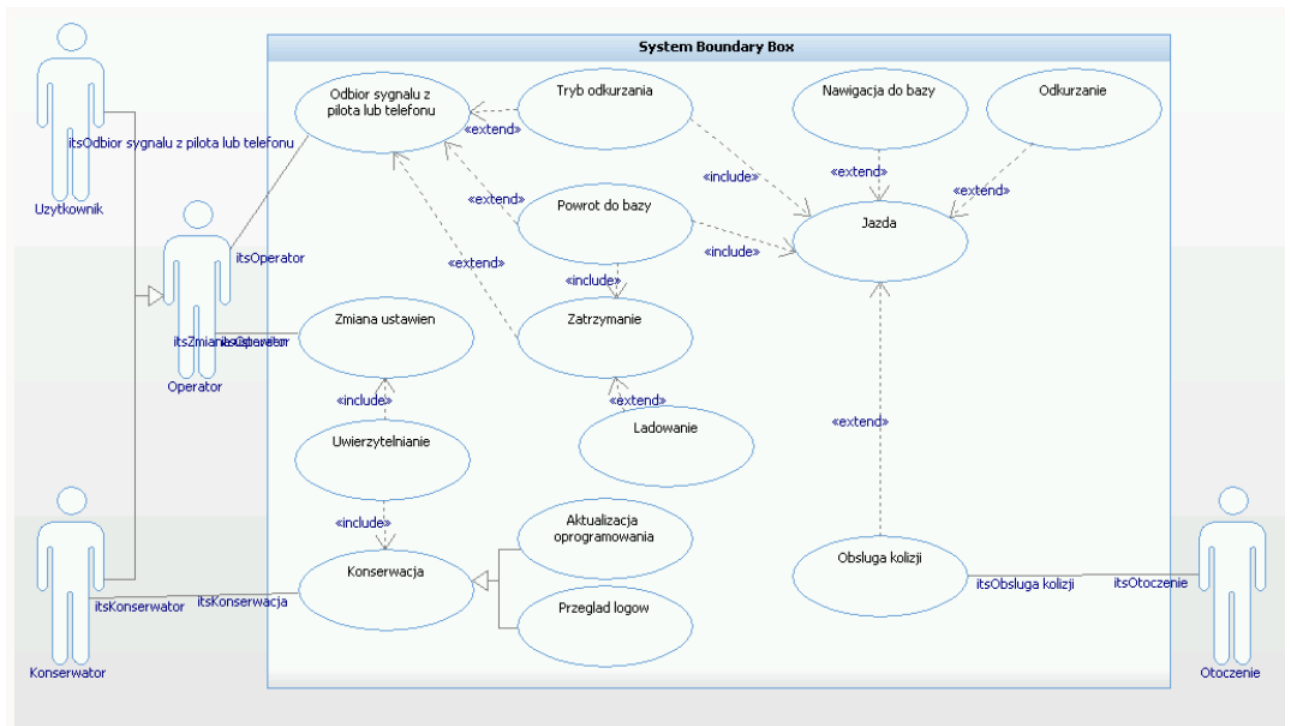 System Boundary Box
Odbior sygnalu z
pilota lub telefonu
Tryb odkurzania
Nawigacja do bazy
Odkurzanie
«extend»
itsOdbior sygnalu z pilota lub telefonu
«include»
«extend»
«extend»
Uzytkownik
«extend»
Powrot do bazy
Jazda
itsOperator
«extend»
«include»
«include»
Zmiana ustawien
Zatrzymanie
Operator
«include»
«extend»
«extend»
Uwierzytelnianie
Ladowanie
«include»
Aktualizacja
oprogramowania
Konserwacja
Obsluga kolizji
itsKonserwator
itsKonserwacja
Przeglad logow
itsObsluga kolizji
itsOtoczenie
Konserwator
Otoczenie